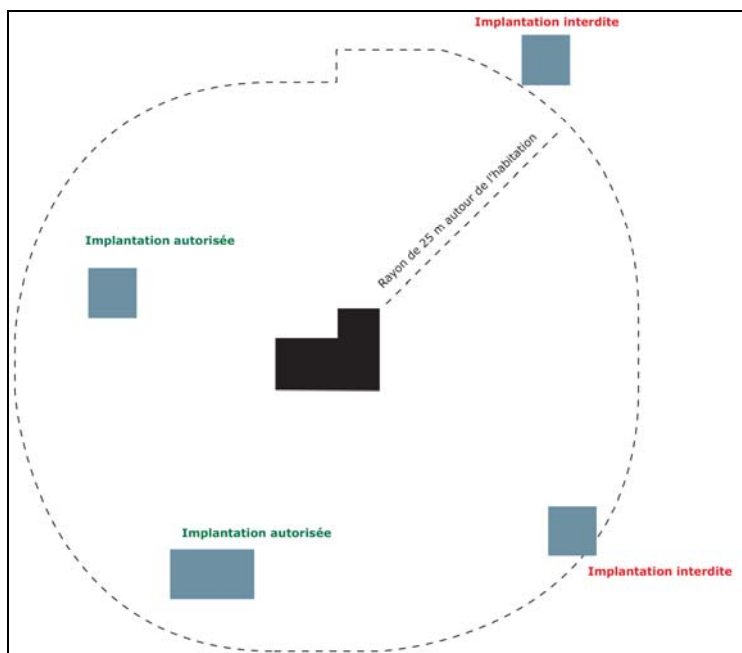 Implantation interdite
Rayon de 25 m autour de l'habitation
Implantation autorisée
Implantation autorisée
Implantation interdite